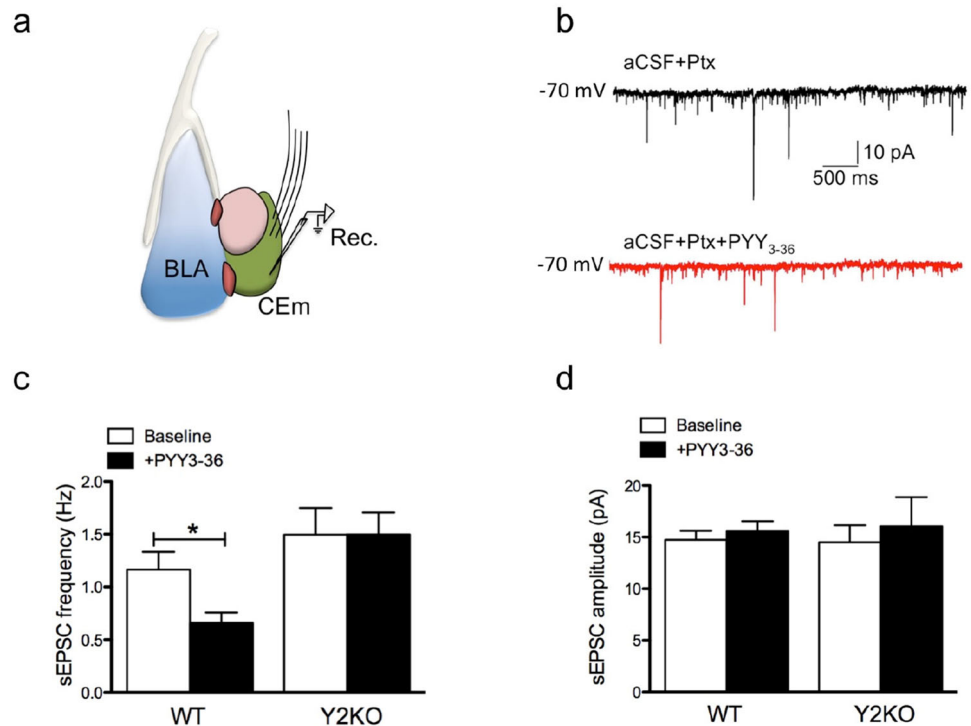 a
BLA
CEm
Rec.
b
aCSF+Ptx
-70 mV
10 pA
500 ms
aCSF+Ptx+PYY3-36
-70 mV
c
Baseline
+PYY3-36
sEPSC frequency (Hz)
2.0
1.5
1.0
0.5
0.0
*
WT Y2KO
d
Baseline
+PYY3-36
sEPSC amplitude (pA)
20
15
10
5
0
WT Y2KO